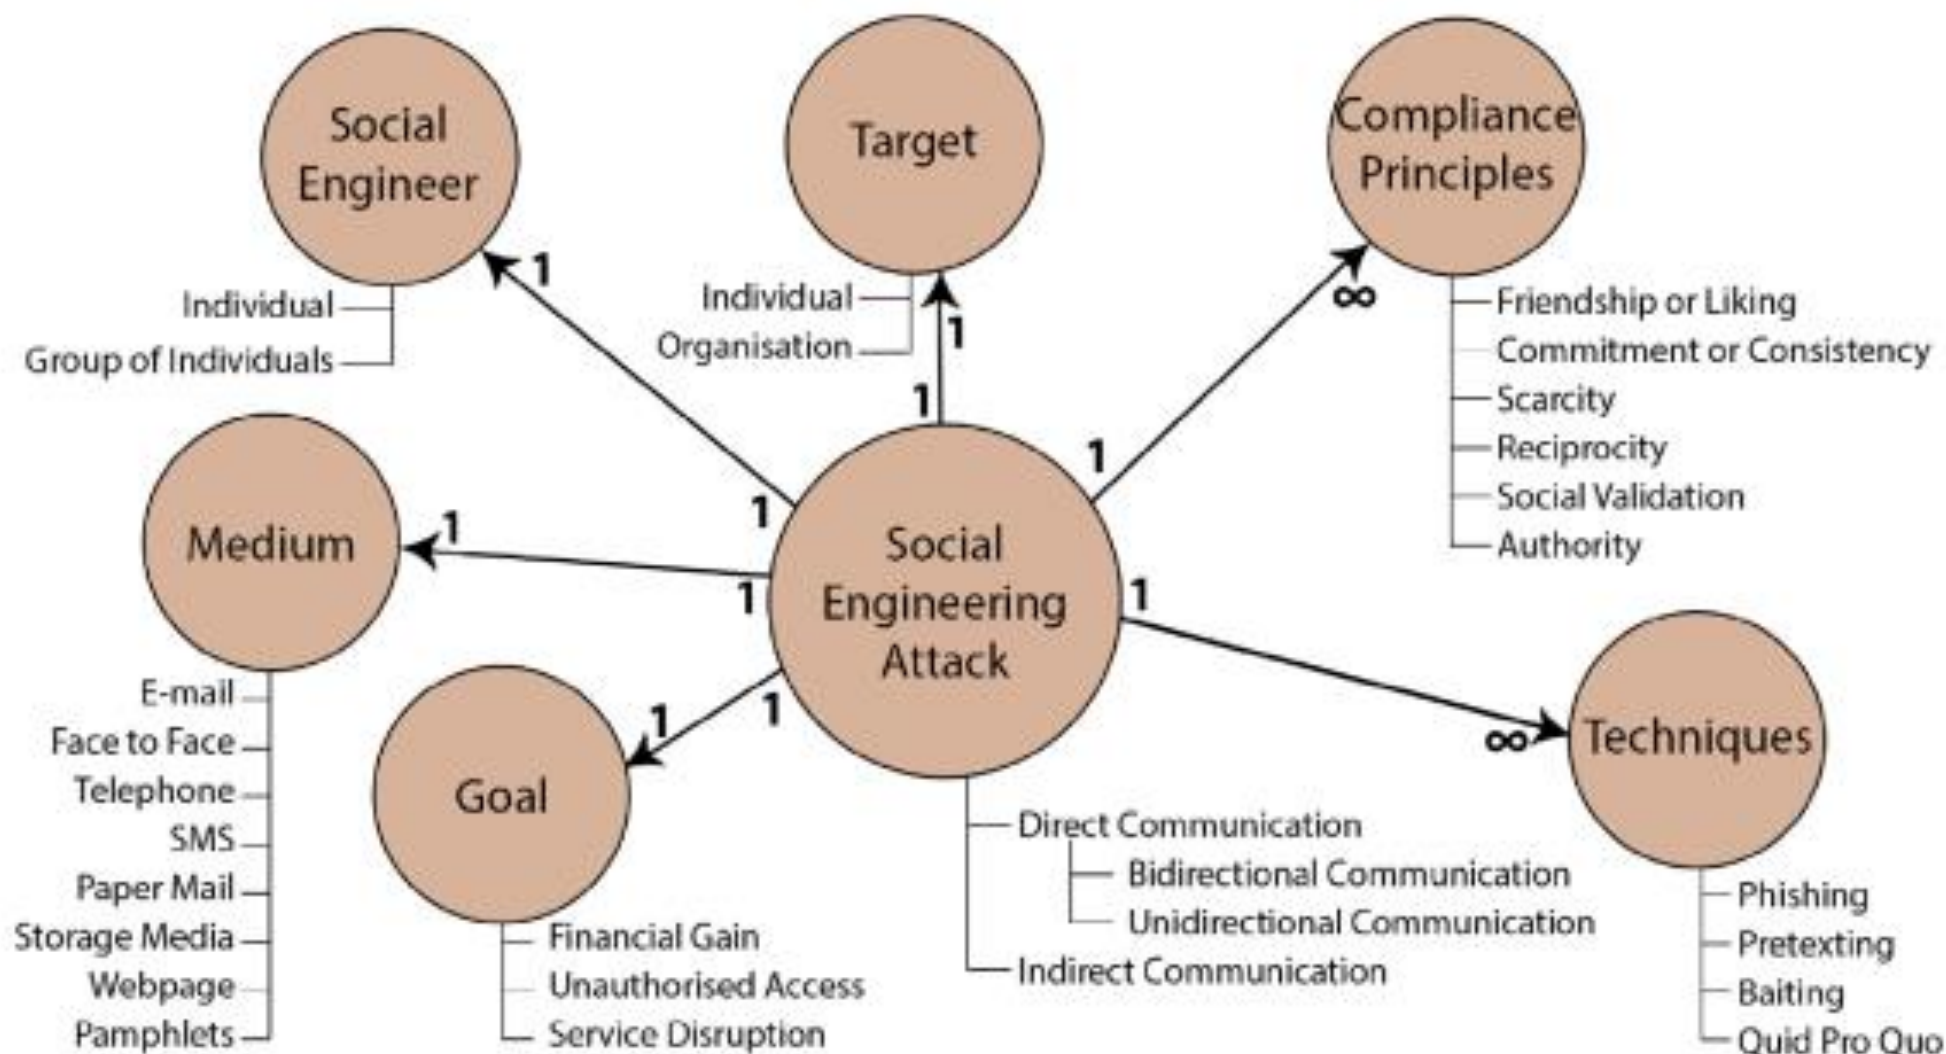 Social
Engineer
Target
Compliance
Principles
1
1
∞
Individual
Group of Individuals
Individual
Organisation
Friendship or Liking
Commitment or Consistency
Scarcity
Reciprocity
Social Validation
Authority
1
1
1
Medium
1
1
Social
Engineering
Attack
1
∞
Techniques
E-mail
Face to Face
Telephone
SMS
Paper Mail
Storage Media
Webpage
Pamphlets
1
1
Goal
Financial Gain
Unauthorised Access
Service Disruption
Direct Communication
Bidirectional Communication
Unidirectional Communication
Indirect Communication
Phishing
Pretexting
Baiting
Quid Pro Quo